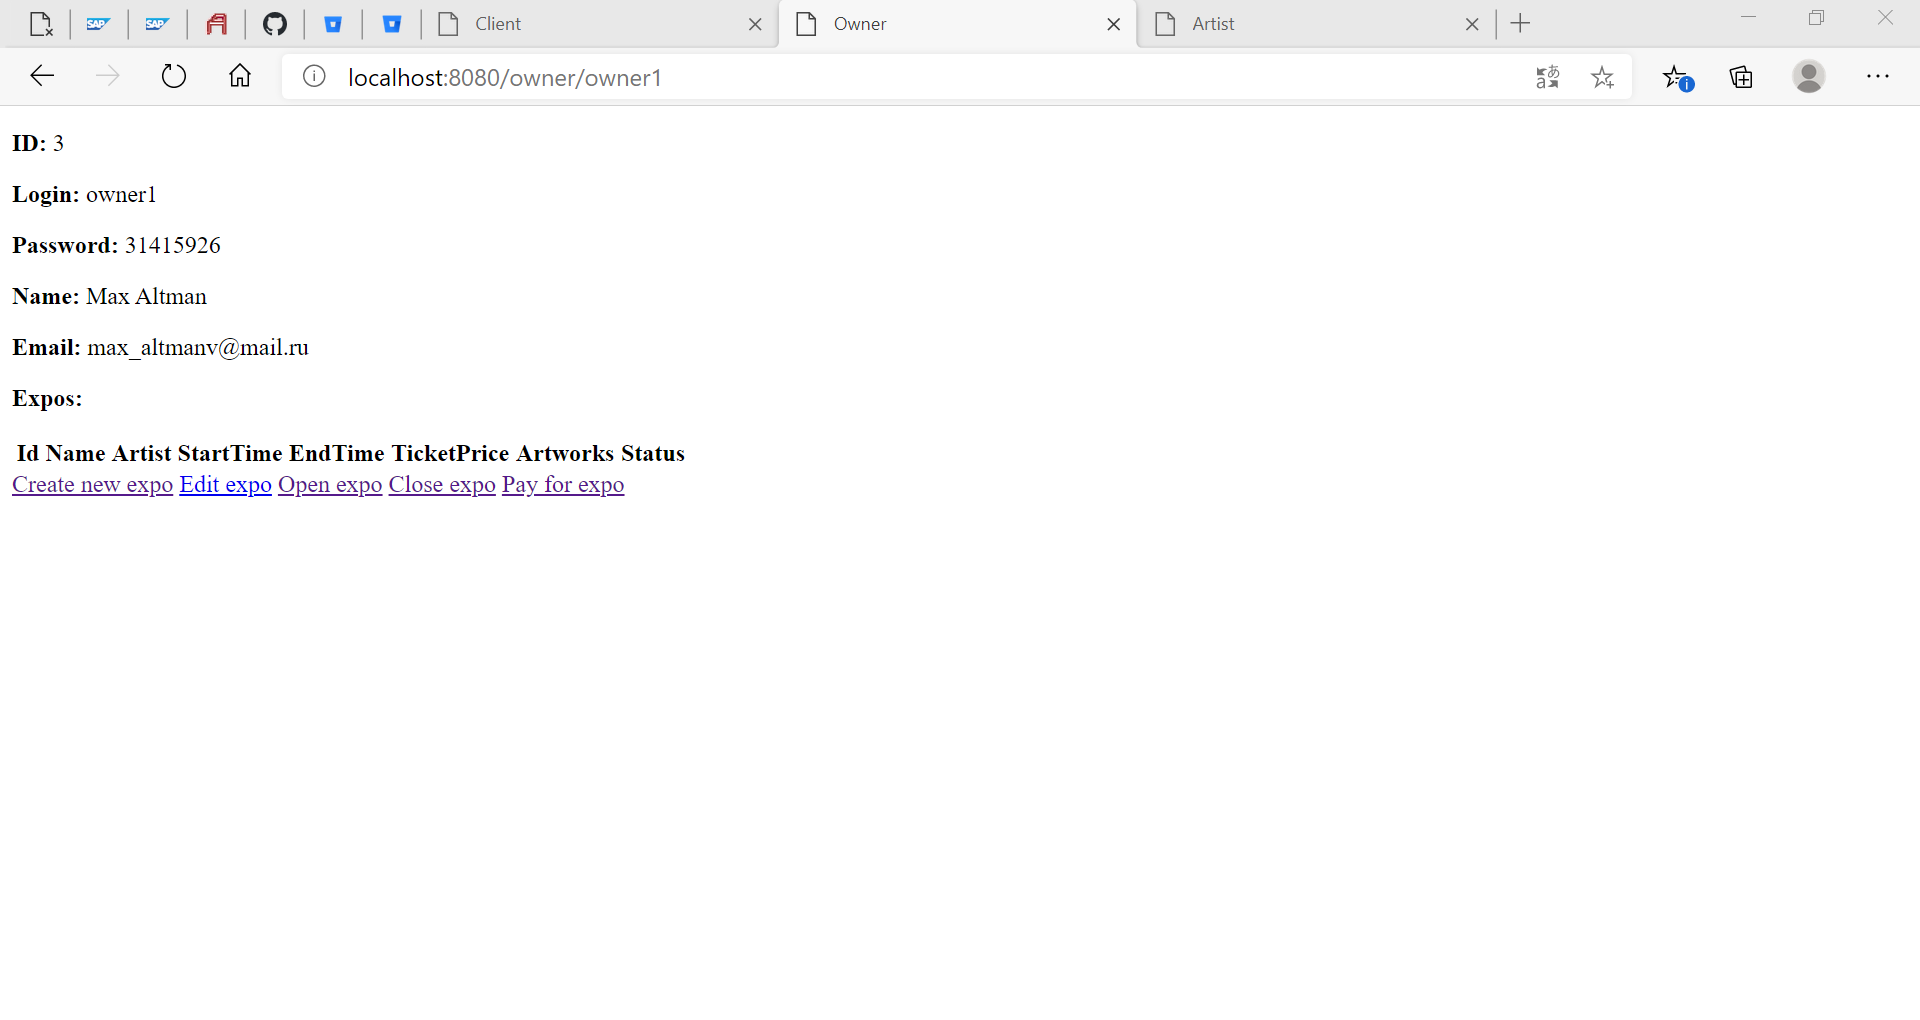 SAP SAP Client Owner Artist
localhost:8080/owner/owner1
ID: 3
Login: owner1
Password: 31415926
Name: Max Altman
Email: max_altmanv@mail.ru
Expos:
Id Name Artist StartTime EndTime TicketPrice Artworks Status
Create new expo Edit expo Open expo Close expo Pay for expo